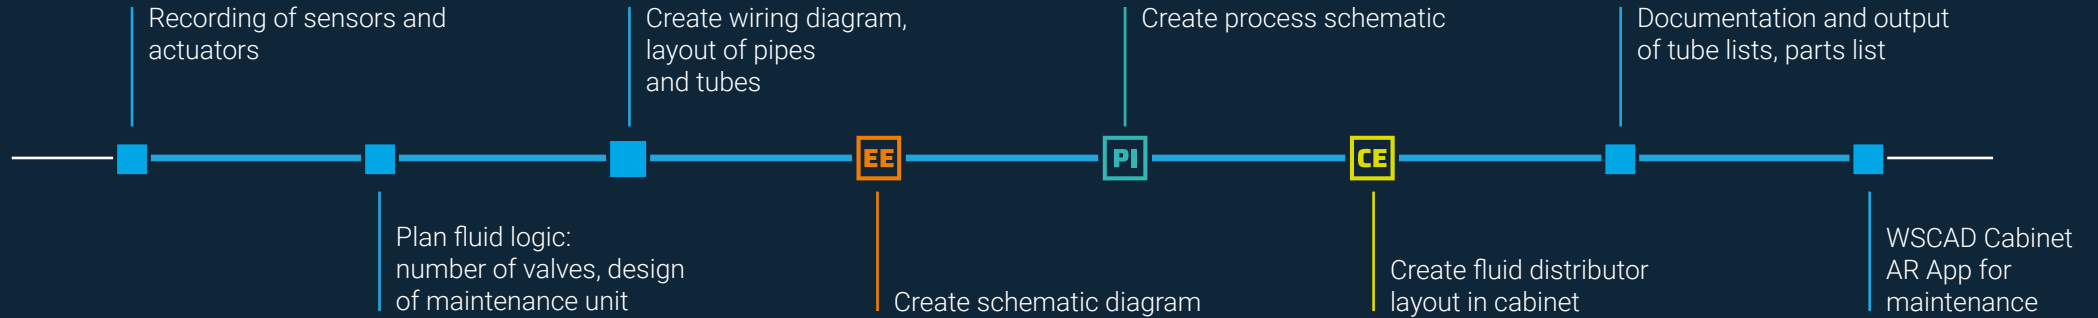 Recording of sensors and
actuators
Create wiring diagram,
layout of pipes
and tubes
Create process schematic
Documentation and output
of tube lists, parts list
EE
PI
CE
Plan fluid logic:
number of valves, design
of maintenance unit
Create schematic diagram
Create fluid distributor
layout in cabinet
WSCAD Cabinet
AR App for
maintenance